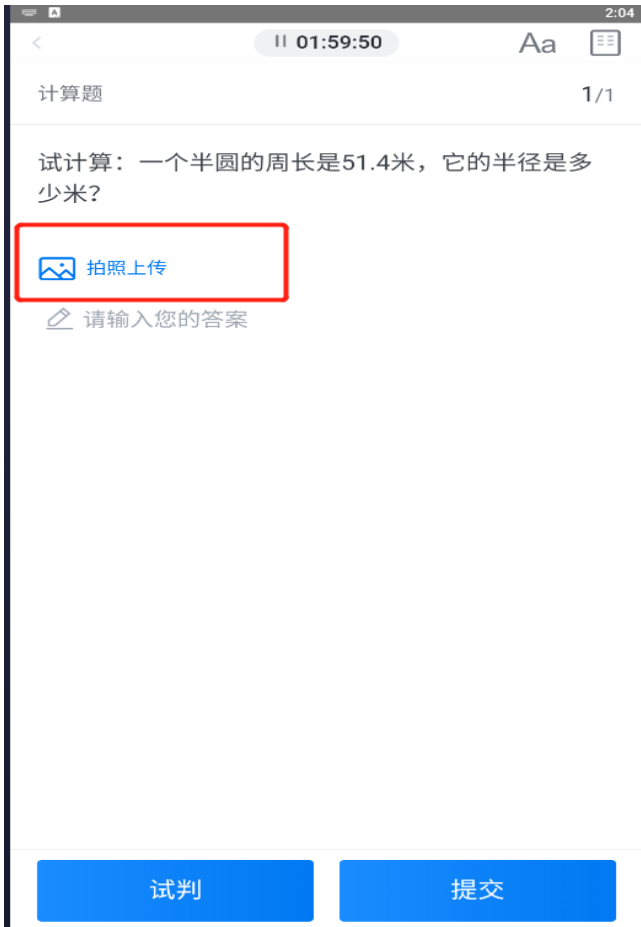 A 2:04
01:59:50 Aa
计算题 1/1
试计算：一个半圆的周长是51.4米，它的半径是多
少米？
拍照上传
请输入您的答案
试判 提交